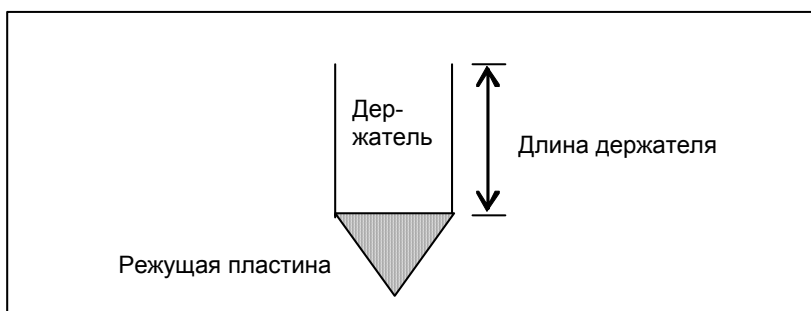 Дер-
жатель
Длина держателя
Режущая пластина